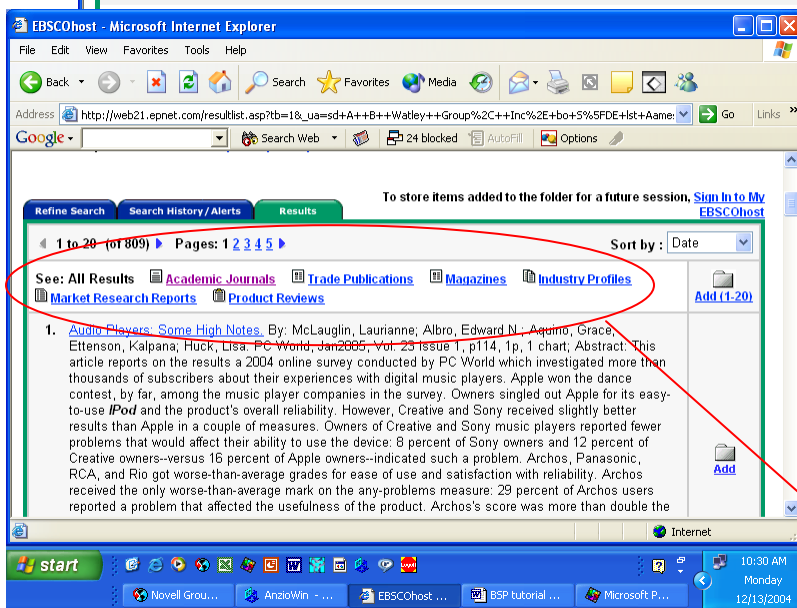 EBSCOhost - Microsoft Internet Explorer
File Edit View Favorites Tools Help
Back Search Favorites Media
Address http://web21.epnet.com/resultlist.asp?tb=1&_ua=sd+A++B++Watley++Group%2C++Inc%2E+bo+S%5FDE+lst+Aame: Go Links »
Google Search Web 24 blocked AutoFill Options
To store items added to the folder for a future session, Sign In to My
EBSCOhost
Refine Search Search History/Alerts Results
1 to 20 (of 809) Pages: 1 2 3 4 5 Sort by : Date
See: All Results Academic Journals Trade Publications Magazines Industry Profiles
Market Research Reports Product Reviews
Add (1-20)
1. Audio Players: Some High Notes. By: McLauglin, Laurianne; Albro, Edward N.; Aquino, Grace;
Ettenson, Kalpana; Huck, Lisa. PC World, Jan2005, Vol. 23 Issue 1, p114, 1p, 1 chart; Abstract: This
article reports on the results a 2004 online survey conducted by PC World which investigated more than
thousands of subscribers about their experiences with digital music players. Apple won the dance
contest, by far, among the music player companies in the survey. Owners singled out Apple for its easy-
to-use iPod and the product's overall reliability. However, Creative and Sony received slightly better
results than Apple in a couple of measures. Owners of Creative and Sony music players reported fewer
problems that would affect their ability to use the device: 8 percent of Sony owners and 12 percent of
Creative owners--versus 16 percent of Apple owners--indicated such a problem. Archos, Panasonic,
RCA, and Rio got worse-than-average grades for ease of use and satisfaction with reliability. Archos
received the only worse-than-average mark on the any-problems measure: 29 percent of Archos users
reported a problem that affected the usefulness of the product. Archos's score was more than double the
Add
Internet
start
10:30 AM
Monday
12/13/2004
Novell Grou... AnzioWin - ... EBSCOhost ... BSP tutorial ... Microsoft P...